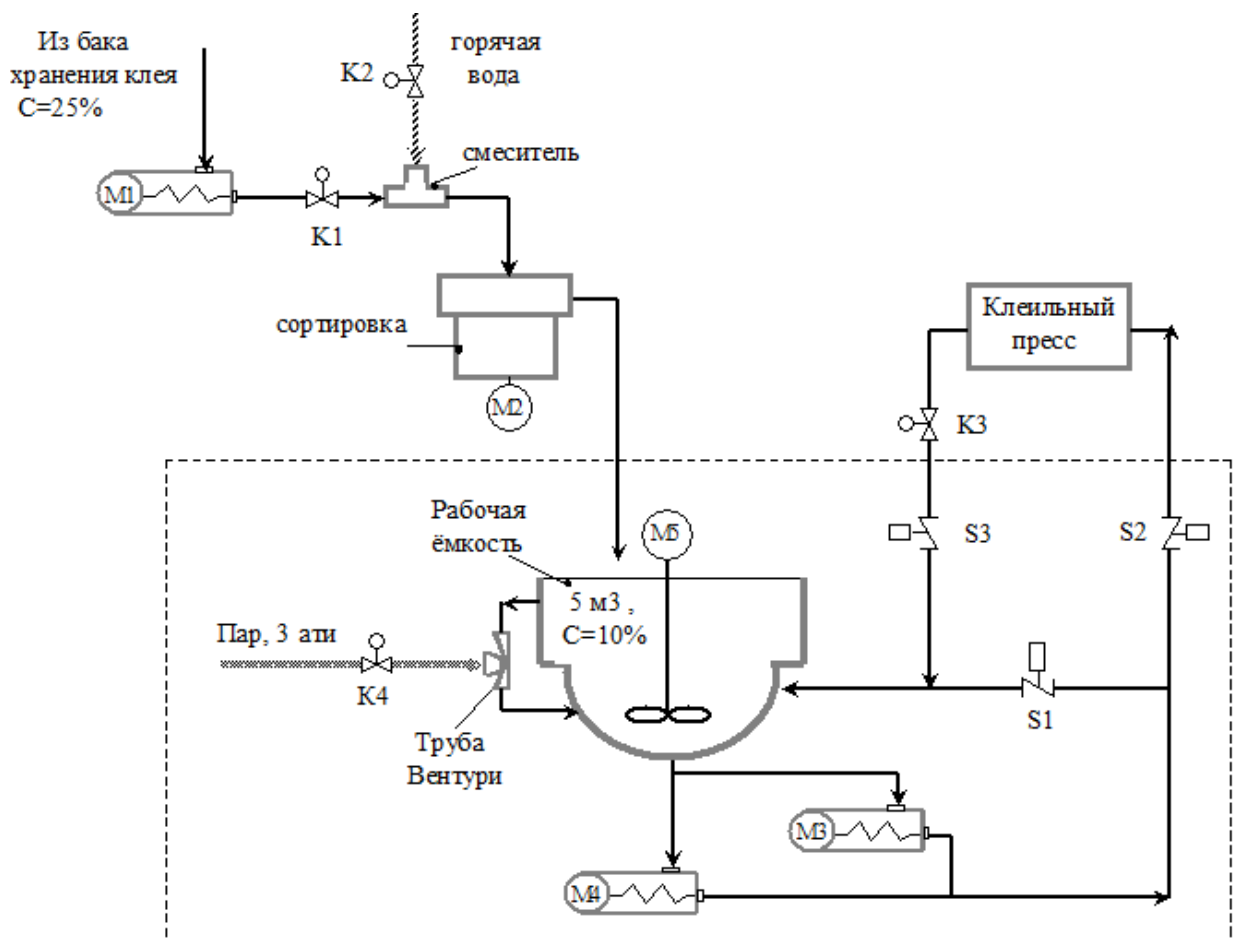 Из бака
хранения клея
С=25%
К2
горячая
вода
смеситель
М1
К1
сортировка
М2
Клеильный
пресс
К3
Рабочая
ёмкость
М5
S3
S2
5 м3 ,
С=10%
Пар, 3 ати
К4
S1
Труба
Вентури
М3
М4